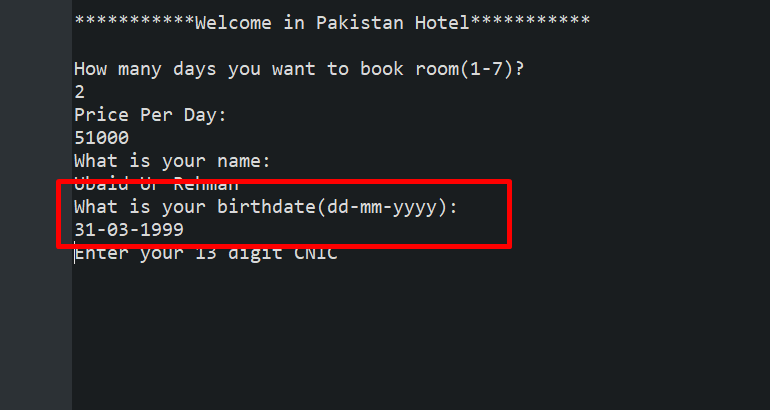 ***********Welcome in Pakistan Hotel***********
How many days you want to book room(1-7)?
2
Price Per Day:
51000
What is your name:
Ubaid Ur Rehman
What is your birthdate(dd-mm-yyyy):
31-03-1999
Enter your 13 digit CNIC